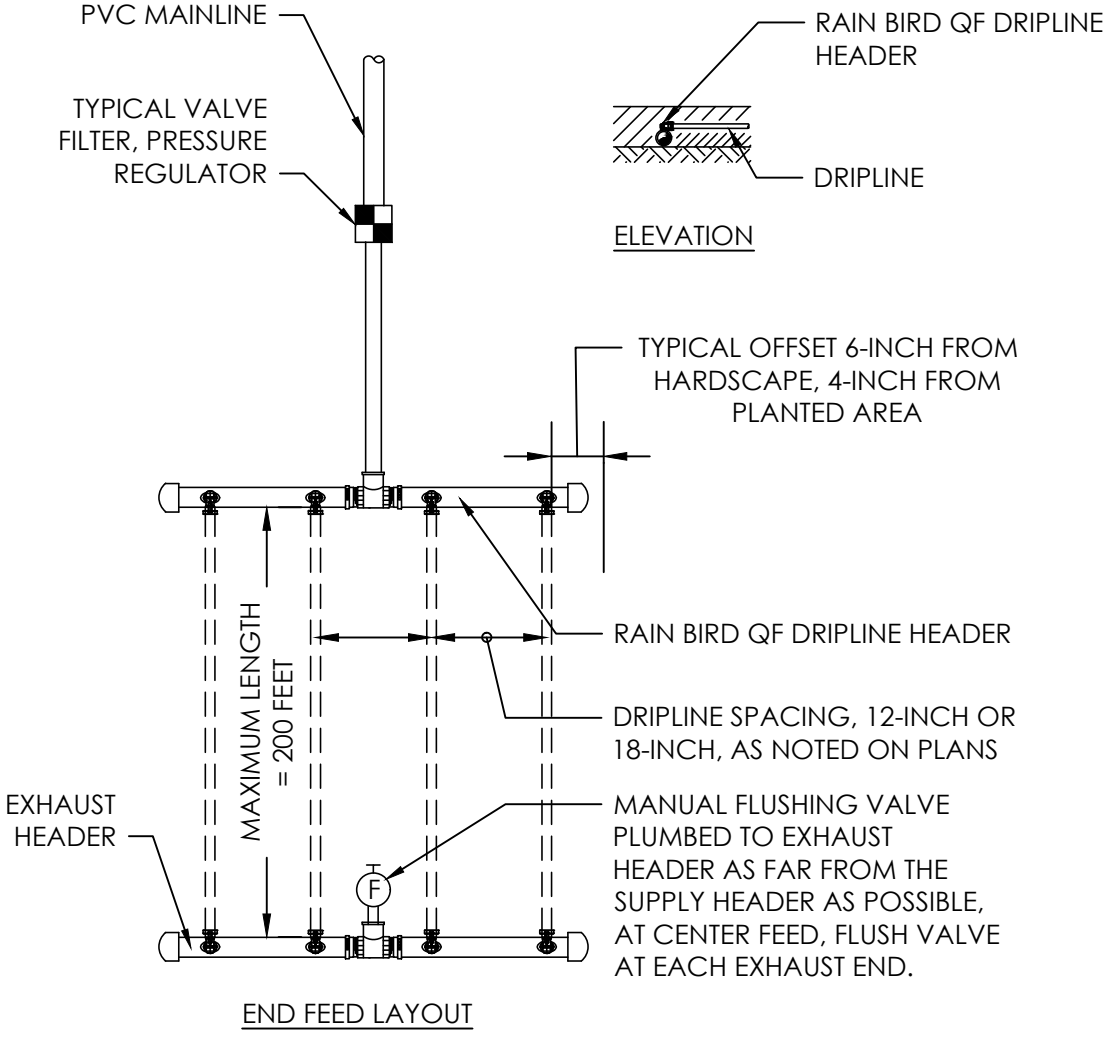 PVC MAINLINE
TYPICAL VALVE
FILTER, PRESSURE
REGULATOR
RAIN BIRD QF DRIPLINE
HEADER
DRIPLINE
ELEVATION
TYPICAL OFFSET 6-INCH FROM
HARDSCAPE, 4-INCH FROM
PLANTED AREA
MAXIMUM LENGTH
= 200 FEET
RAIN BIRD QF DRIPLINE HEADER
DRIPLINE SPACING, 12-INCH OR
18-INCH, AS NOTED ON PLANS
EXHAUST
HEADER
F
MANUAL FLUSHING VALVE
PLUMBED TO EXHAUST
HEADER AS FAR FROM THE
SUPPLY HEADER AS POSSIBLE,
AT CENTER FEED, FLUSH VALVE
AT EACH EXHAUST END.
END FEED LAYOUT